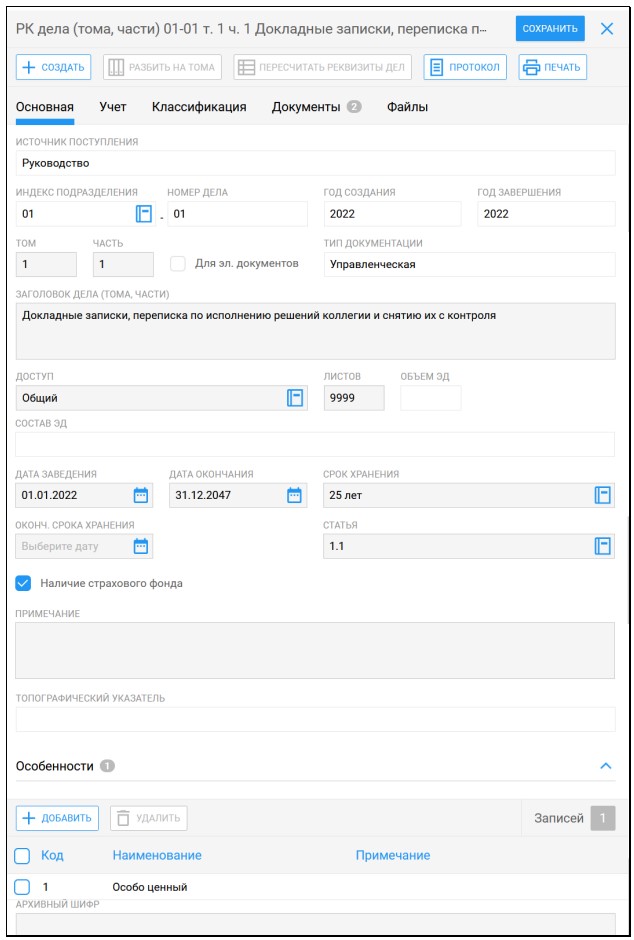 РК дела (тома, части) 01-01 т. 1 ч. 1 Докладные записки, переписка п... СОХРАНИТЬ
СОЗДАТЬ РАЗБИТЬ НА ТОМА ПЕРЕСЧИТАТЬ РЕКВИЗИТЫ ДЕЛ ПРОТОКОЛ ПЕЧАТЬ
Основная Учет Классификация Документы 2 Файлы
ИСТОЧНИК ПОСТУПЛЕНИЯ
Руководство
ИНДЕКС ПОДРАЗДЕЛЕНИЯ НОМЕР ДЕЛА ГОД СОЗДАНИЯ ГОД ЗАВЕРШЕНИЯ
01 - 01 2022 2022
ТОМ ЧАСТЬ ТИП ДОКУМЕНТАЦИИ
1 1 Для эл. документов Управленческая
ЗАГОЛОВОК ДЕЛА (ТОМА, ЧАСТИ)
Докладные записки, переписка по исполнению решений коллегии и снятию их с контроля
ДОСТУП ЛИСТОВ ОБЪЕМ ЭД
Общий 9999
СОСТАВ ЭД
ДАТА ЗАВЕДЕНИЯ ДАТА ОКОНЧАНИЯ СРОК ХРАНЕНИЯ
01.01.2022 31.12.2047 25 лет
ОКОНЧ. СРОКА ХРАНЕНИЯ СТАТЬЯ
Выберите дату 1.1
Наличие страхового фонда
ПРИМЕЧАНИЕ
ТОПОГРАФИЧЕСКИЙ УКАЗАТЕЛЬ
Особенности 1
ДОБАВИТЬ УДАЛИТЬ Записей 1
Код Наименование Примечание
1 Особо ценный
АРХИВНЫЙ ШИФР